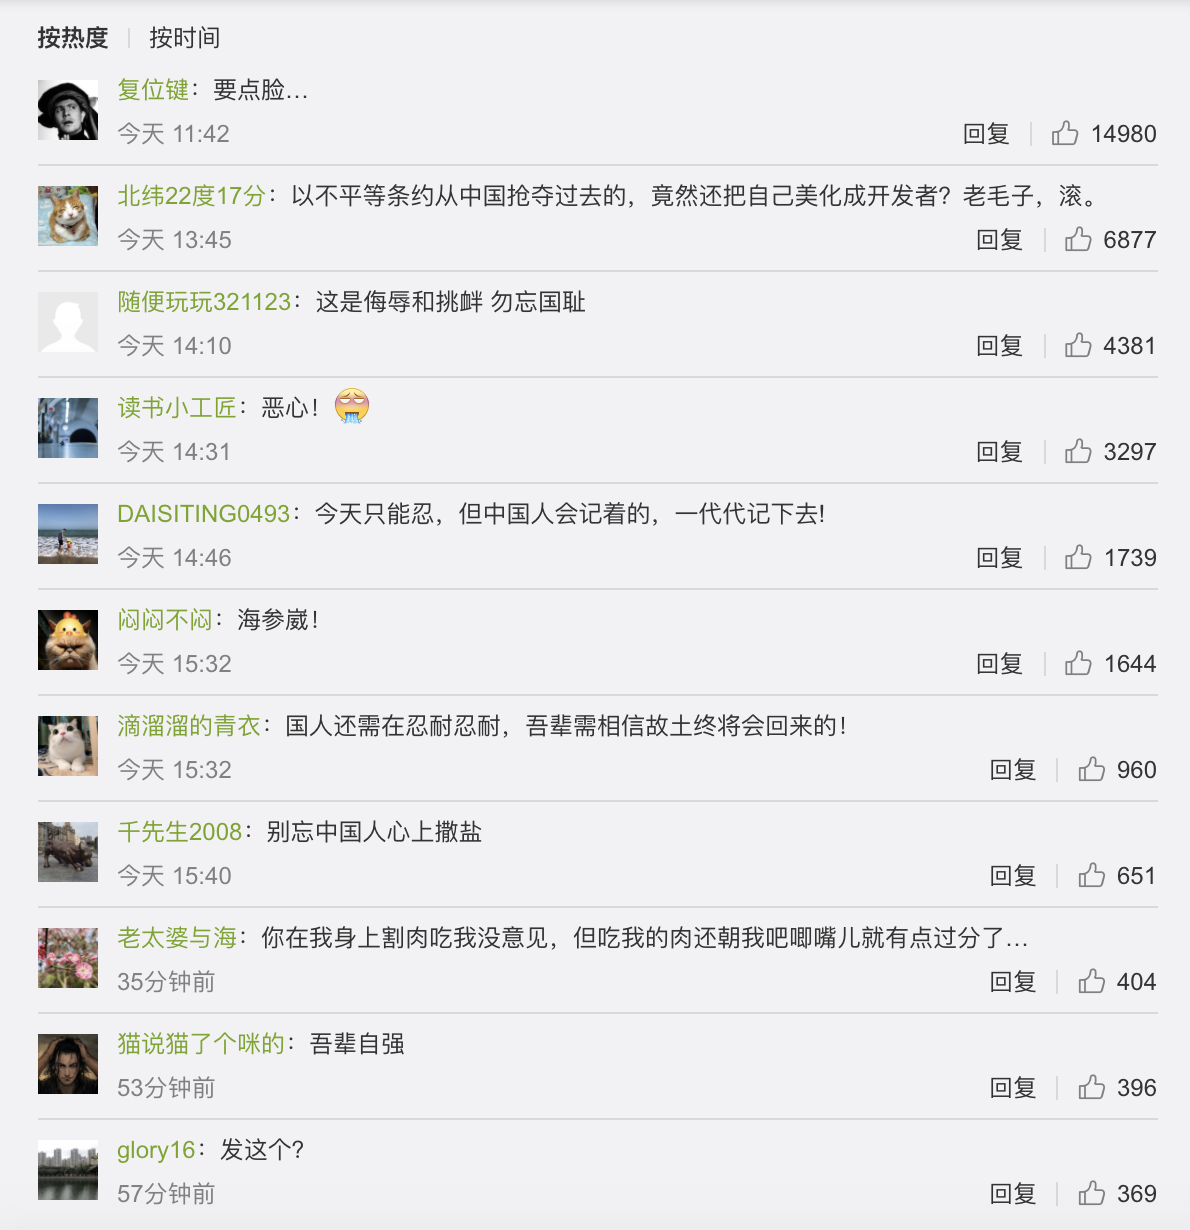 按热度 | 按时间
复位键：要点脸…
今天 11:42 回复 14980
北纬22度17分：以不平等条约从中国抢夺过去的，竟然还把自己美化成开发者？老毛子，滚。
今天 13:45 回复 6877
随便玩玩321123：这是侮辱和挑衅 勿忘国耻
今天 14:10 回复 4381
读书小工匠：恶心！
今天 14:31 回复 3297
DAISITING0493：今天只能忍，但中国人会记着的，一代代记下去!
今天 14:46 回复 1739
闷闷不闷：海参崴！
今天 15:32 回复 1644
滴溜溜的青衣：国人还需在忍耐忍耐，吾辈需相信故土终将会回来的！
今天 15:32 回复 960
千先生2008：别忘中国人心上撒盐
今天 15:40 回复 651
老太婆与海：你在我身上割肉吃我没意见，但吃我的肉还朝我吧唧嘴儿就有点过分了…
35分钟前 回复 404
猫说猫了个咪的：吾辈自强
53分钟前 回复 396
glory16：发这个？
57分钟前 回复 369